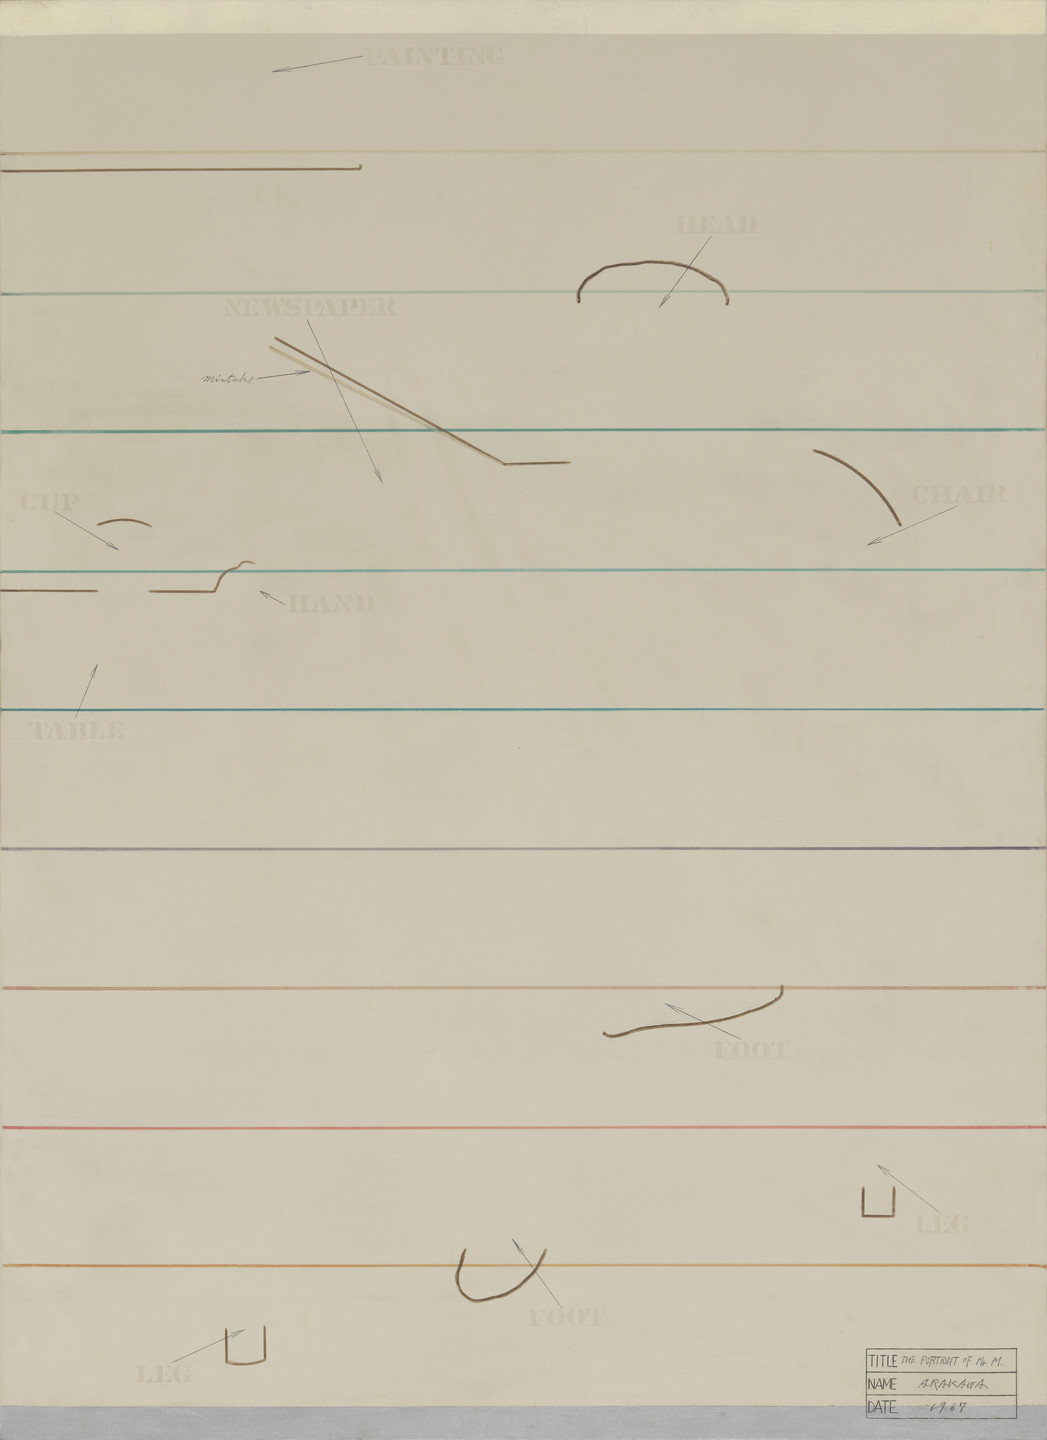 PAINTING
HEAD
NEWSPAPER
mistake
CUP
CHAIR
HAND
TABLE
FOOT
LEG
FOOT
LEG
TITLE THE PORTRAIT OF Mr M.
NAME ARAKAWA
DATE 1967